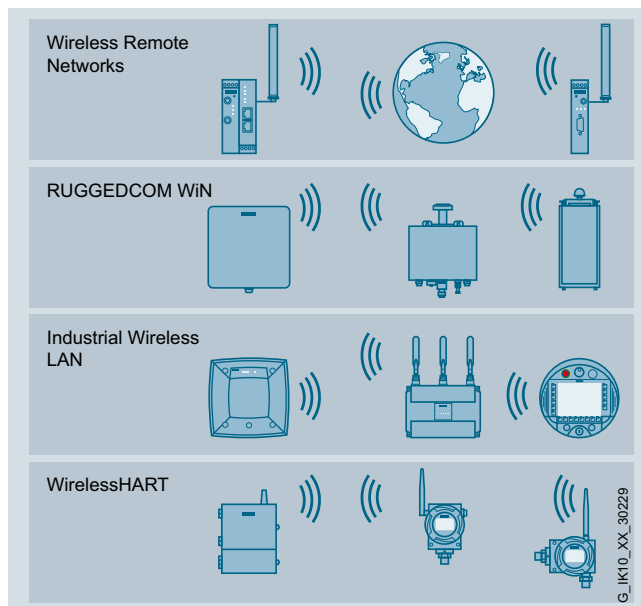 Wireless Remote
Networks
RUGGEDCOM WiN
Industrial Wireless
LAN
WirelessHART
G_IK10_XX_30229